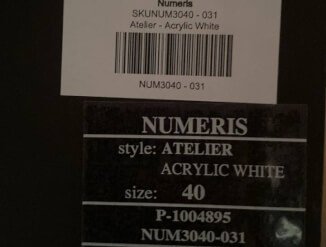 Numeris
SKUNUM3040 - 031
Atelier - Acrylic White
NUM3040 - 031
NUMERIS
style: ATELIER
ACRYLIC WHITE
size: 40
P-1004895
NUM3040-031